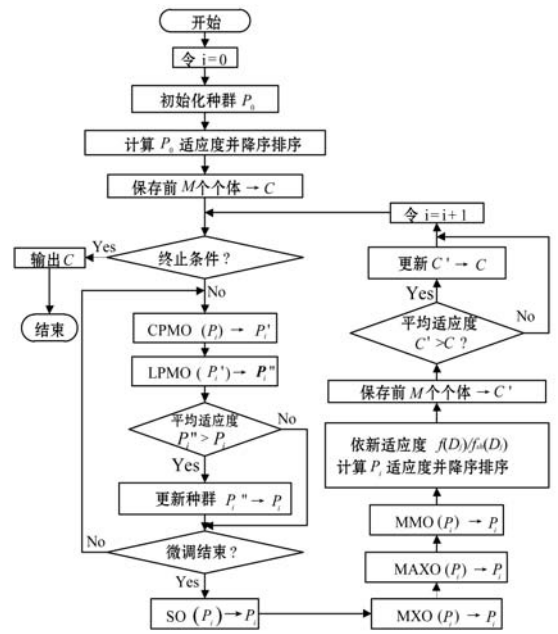 开始
令 i=0
初始化种群 P₀
计算 P₀ 适应度并降序排序
保存前 M 个个体 → C
终止条件？
Yes
输出 C
结束
No
CPMO (Pᵢ) → Pᵢ'
LPMO (Pᵢ') → Pᵢ"
平均适应度
Pᵢ" > Pᵢ
No
Yes
更新种群 Pᵢ" → Pᵢ
微调结束？
No
Yes
SO (Pᵢ) → Pᵢ
MXO (Pᵢ) → Pᵢ
MAXO (Pᵢ) → Pᵢ
MMO (Pᵢ) → Pᵢ
依新适应度 f(Dⱼ)/fₛₕ(Dⱼ)
计算 Pᵢ 适应度并降序排序
保存前 M 个个体 → C'
平均适应度
C' >C ?
No
Yes
更新 C' → C
令 i=i+1